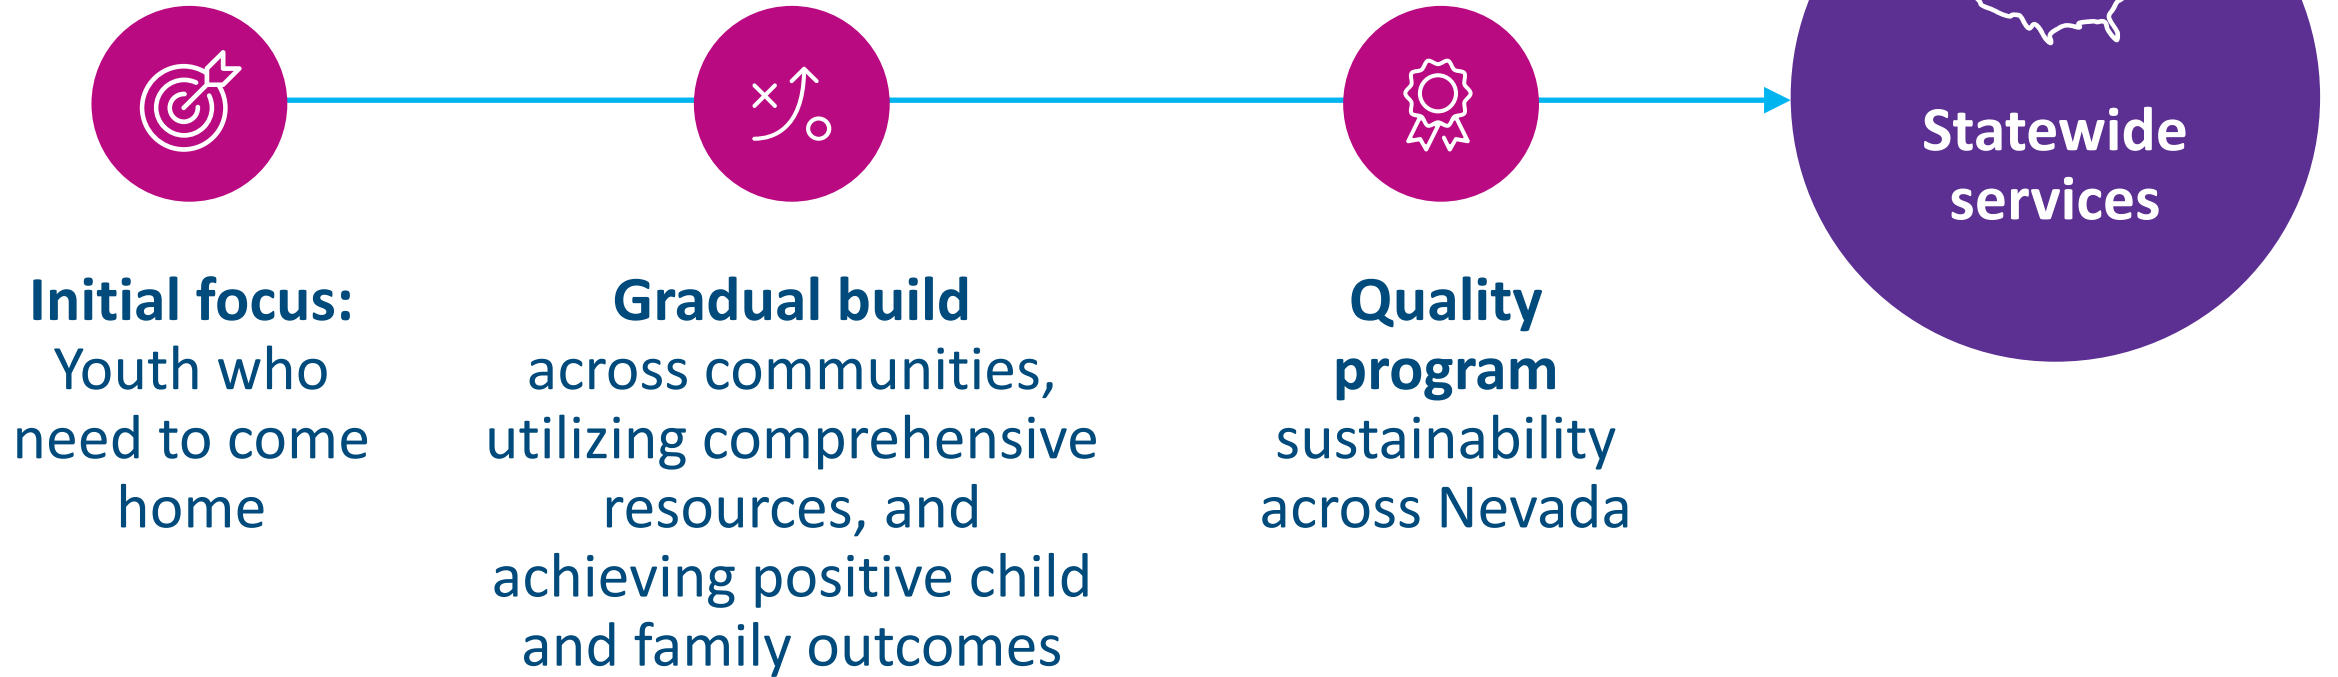 Initial focus:
Youth who
need to come
home
Gradual build
across communities,
utilizing comprehensive
resources, and
achieving positive child
and family outcomes
Quality
program
sustainability
across Nevada
Statewide
services